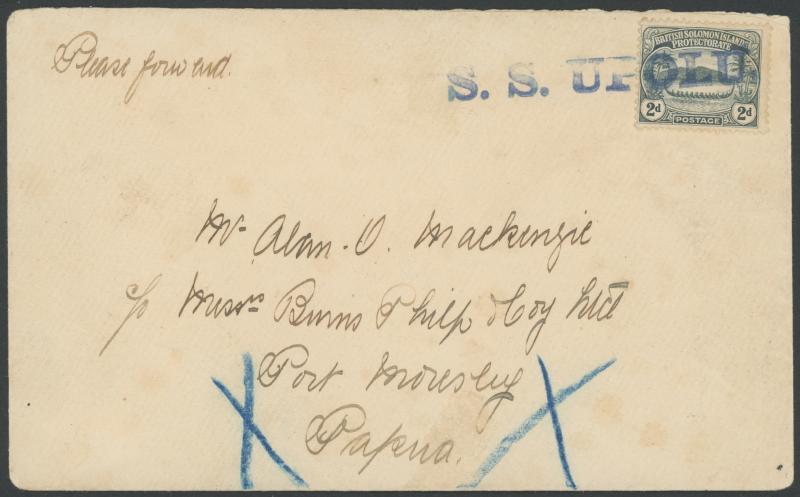 Please forward.
S. S. UPOLU
BRITISH SOLOMON ISLANDS
PROTECTORATE
2d 2d
POSTAGE
Mr Alan. O. Mackenzie
c/o Messrs Burns Philp & Coy Ltd
Port Moresby
Papua.